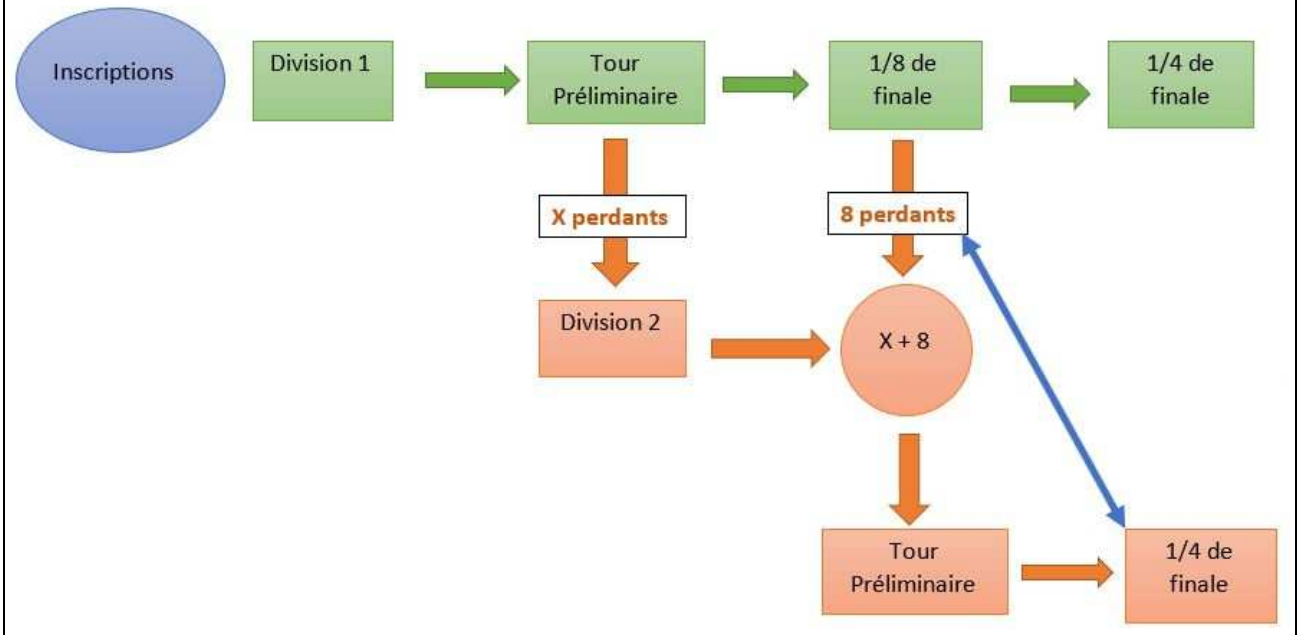 Inscriptions
Division 1
Tour
Préliminaire
1/8 de
finale
1/4 de
finale
X perdants
8 perdants
Division 2
X + 8
Tour
Préliminaire
1/4 de
finale